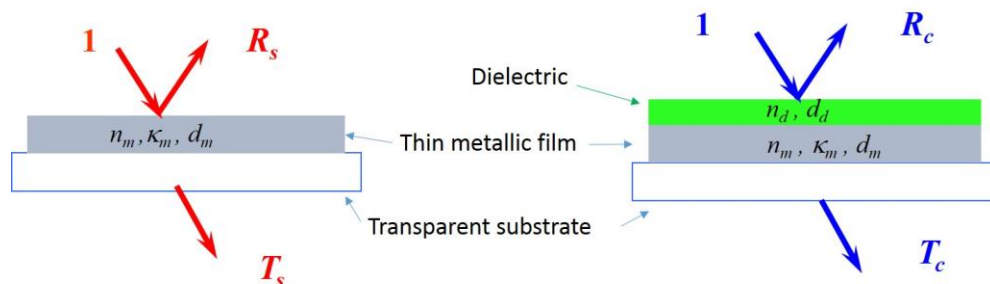 1
R_s
n_m , κ_m , d_m
T_s
Dielectric
Thin metallic film
Transparent substrate
1
R_c
n_d , d_d
n_m , κ_m , d_m
T_c